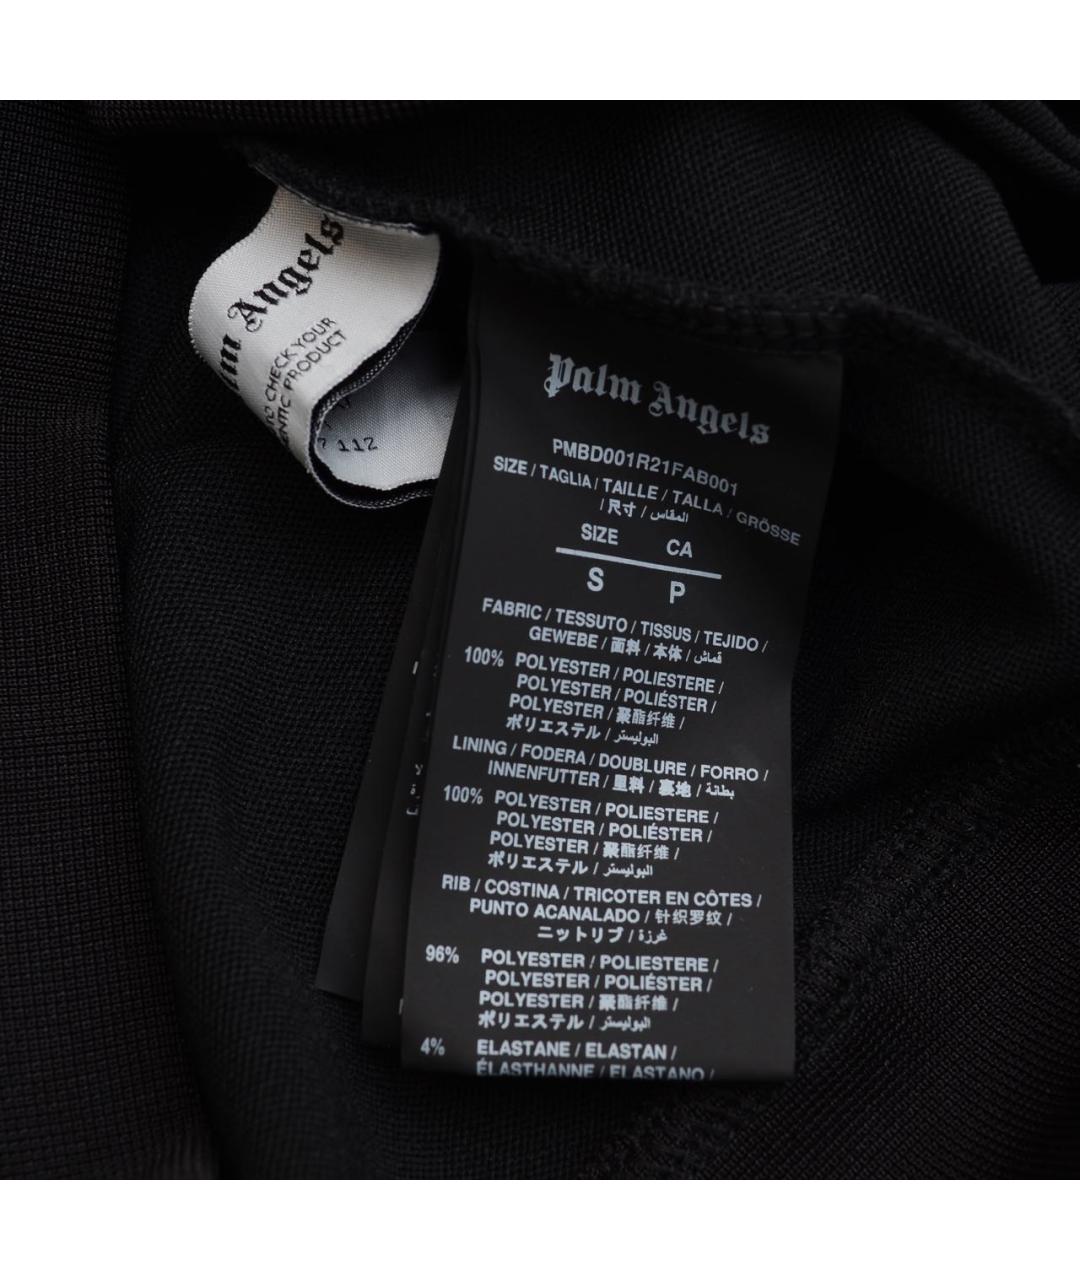 Angels
CHECK YOUR
PRODUCT
112
Palm Angels
PMBD001R21FAB001
SIZE / TAGLIA / TAILLE / TALLA / GRÖSSE
/ 尺寸 / المقاس
SIZE CA
S P
FABRIC / TESSUTO / TISSUS / TEJIDO /
GEWEBE / 面料 / 本体 / قماش
100% POLYESTER / POLIESTERE /
POLYESTER / POLIÉSTER /
POLYESTER / 聚酯纤维 /
ポリエステル / البوليستر
LINING / FODERA / DOUBLURE / FORRO /
INNENFUTTER / 里料 / 裏地 / بطانة
100% POLYESTER / POLIESTERE /
POLYESTER / POLIÉSTER /
POLYESTER / 聚酯纤维 /
ポリエステル / البوليستر
RIB / COSTINA / TRICOTER EN CÔTES /
PUNTO ACANALADO / 针织罗纹 /
ニットリブ / غرزة
96% POLYESTER / POLIESTERE /
POLYESTER / POLIÉSTER /
POLYESTER / 聚酯纤维 /
ポリエステル / البوليستر
4% ELASTANE / ELASTAN /
ÉLASTHANNE / ELASTANO /